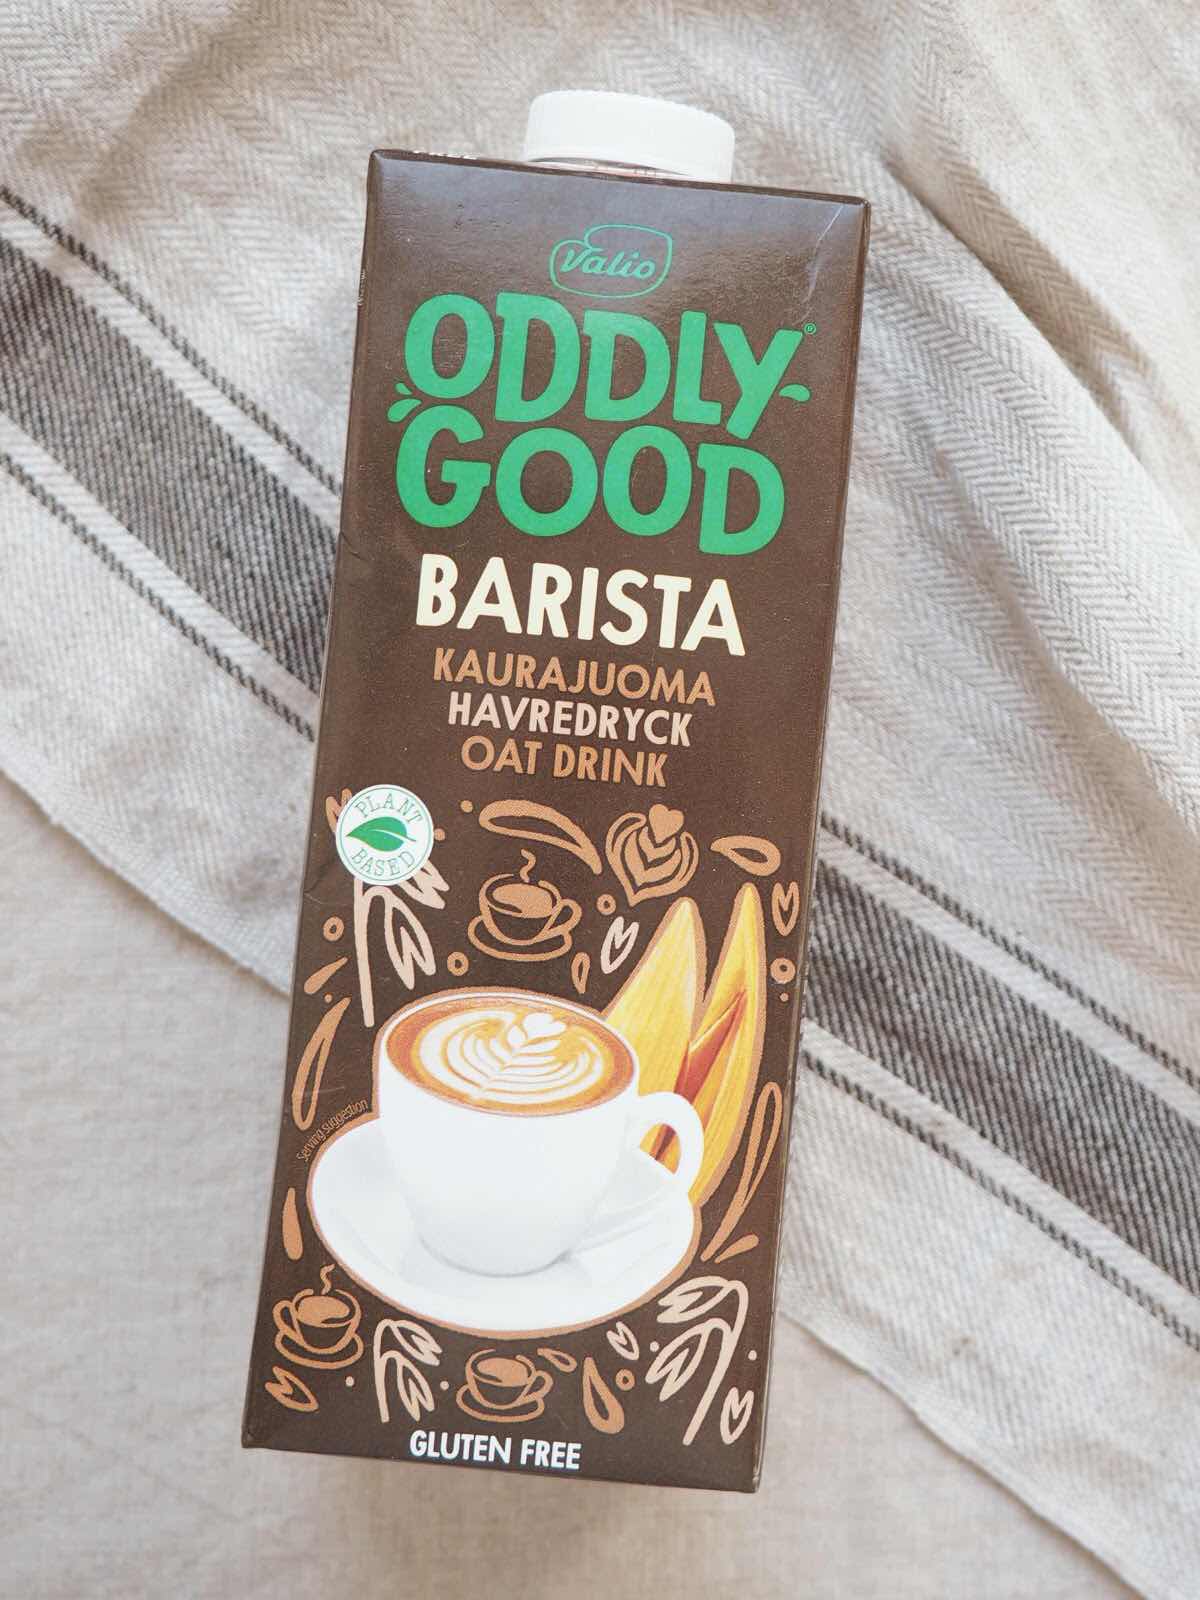 Valio
ODDLY
GOOD®
BARISTA
KAURAJUOMA
HAVREDRYCK
OAT DRINK
PLANT
BASED
Serving suggestion
GLUTEN FREE